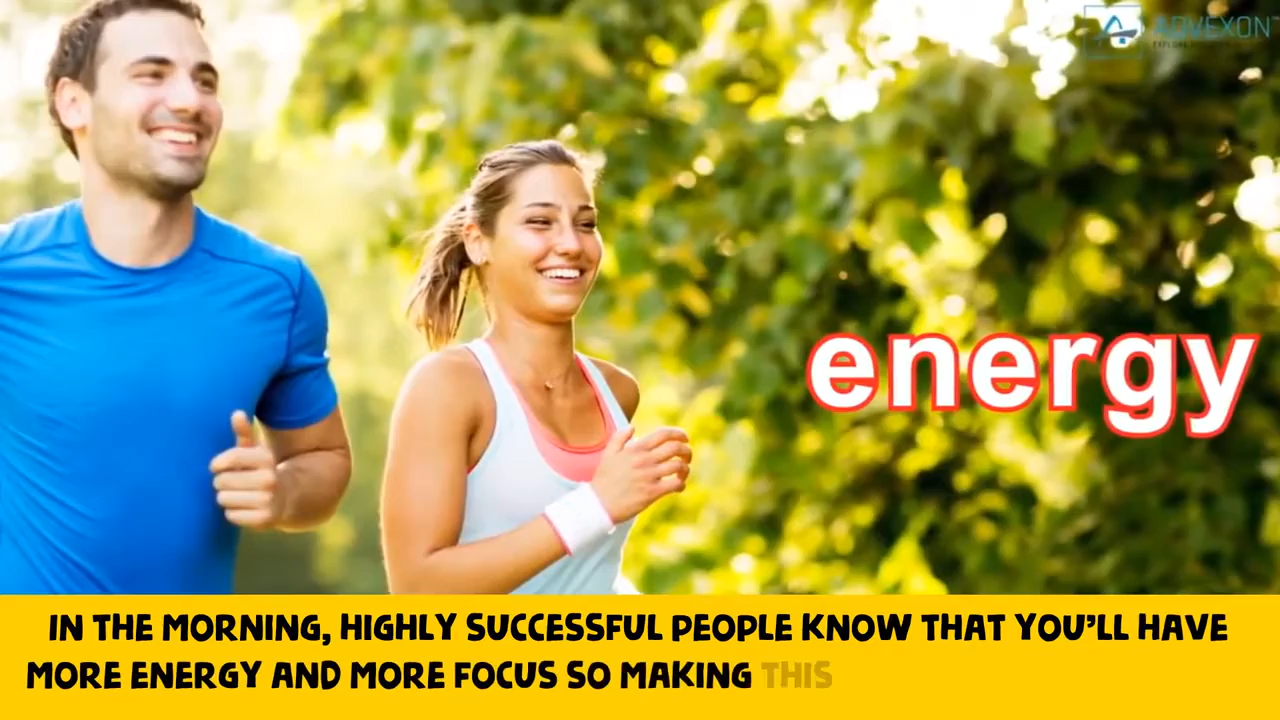 ADVEXON
energy
IN THE MORNING, HIGHLY SUCCESSFUL PEOPLE KNOW THAT YOU'LL HAVE
MORE ENERGY AND MORE FOCUS SO MAKING THIS